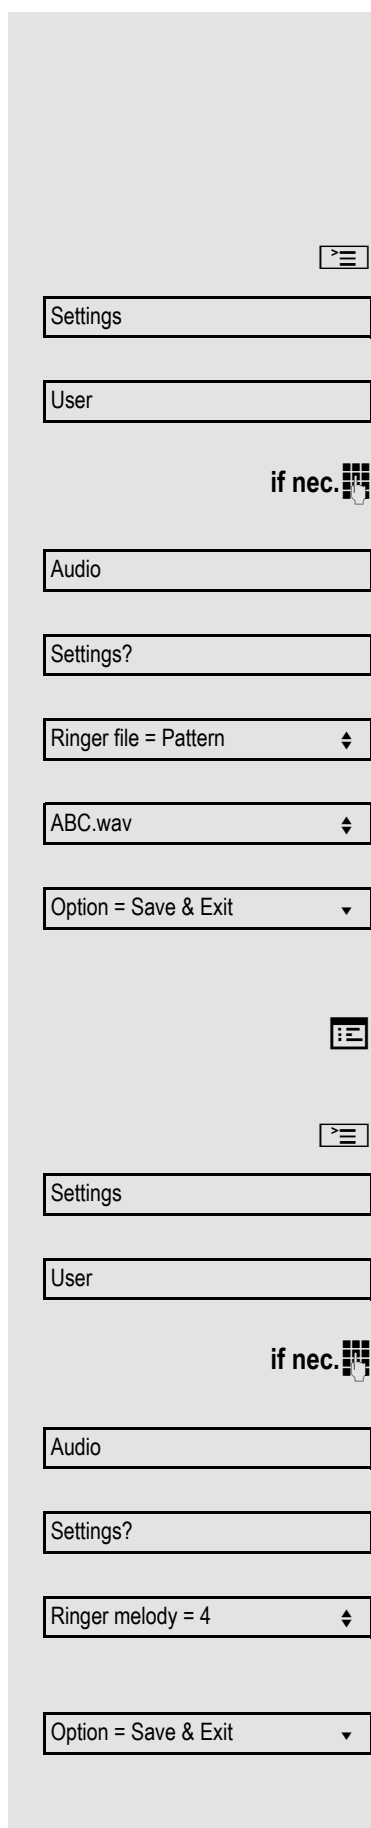 Settings
User
if nec.
Audio
Settings?
Ringer file = Pattern
ABC.wav
Option = Save & Exit
Settings
User
if nec.
Audio
Settings?
Ringer melody = 4
Option = Save & Exit